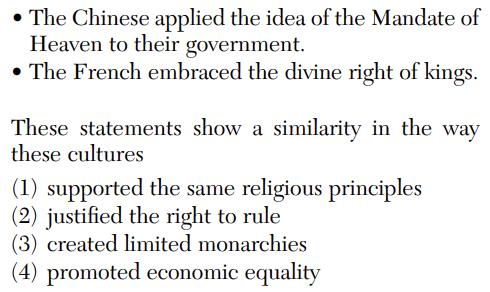 • The Chinese applied the idea of the Mandate of
Heaven to their government.
• The French embraced the divine right of kings.
These statements show a similarity in the way
these cultures
(1) supported the same religious principles
(2) justified the right to rule
(3) created limited monarchies
(4) promoted economic equality